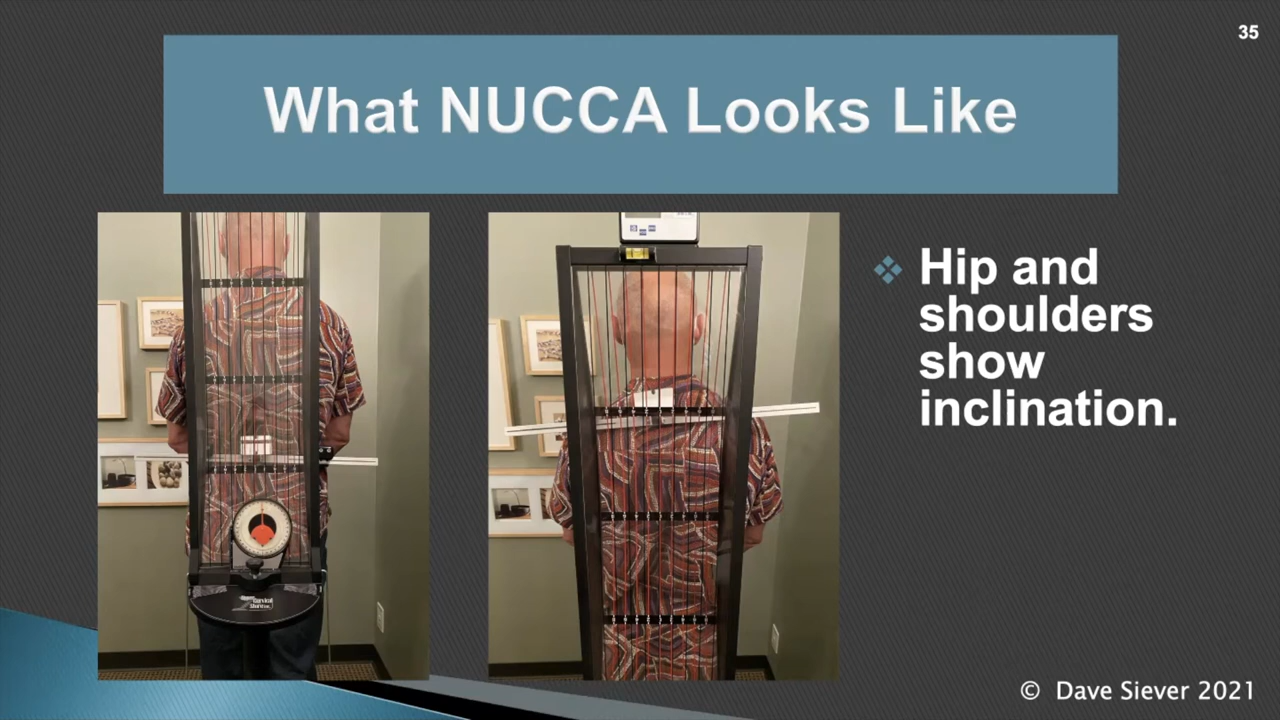 35
What NUCCA Looks Like
Hip and
shoulders
show
inclination.
© Dave Siever 2021